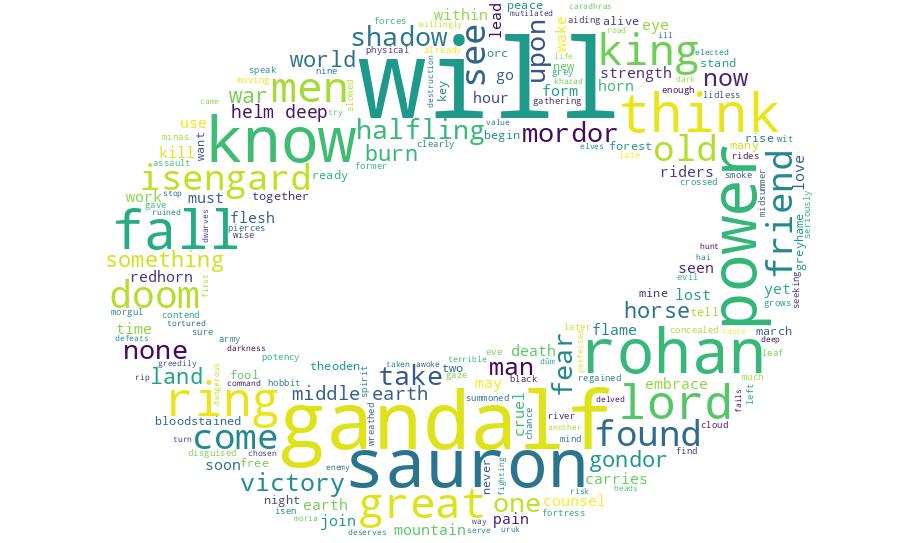 forces
willingly
mutilated
lead
peace
caradhras
road
ill
within
shadow
physical
already
aiding
alive
eye
elected
orc
see
will
upon
wake
life
new
grey
king
world
speak
nine
moving
men
war
slowed
destruction
key
go
form
khazad
strength
dark
stand
enough
lidless
now
helm deep
try
hour
gathering
horn
think
came
use
minas
know
halfling
value
begin
mordor
clearly
elves
forest
late
old
many
rise
wit
kill
assault
want
burn
former
riders
rides
smoke
crossed
isengard
ready
power
midsummer
friend
love
work
stop
must
together
gave
ruined
fall
dwarves
flesh
pierces
wise
greyhame
seriously
something
hunt
hai
seen
evil
yet
grows
seeking
redhorn
first
doom
mine
lost
morgul
contend
tortured
horse
tell
time
defeats
sure
army
flame
concealed
march
haste
deep
none
darkness
later
perfected
rohan
greedily
potency
taken
awoke
terrible
eve
death
dûm
fear
leaf
land
rip
fool
command
theoden
hobbit
spirit
take
two
gaze
man
regained
embrace
much
left
ring
dangerous
middle earth
may
black
summoned
cruel
chance
delved
lord
fails
bloodstained
wreathed
gandalf
river
another
cloud
come
turn
disguised
chosen
mind
found
find
soon
free
enemy
sauron
never
fighting
gondor
victory
risk
heads
carries
night
isen
earth
great
one
counsel
moria
join
deserves
mountain
way
serve
uruk
pain
fortress